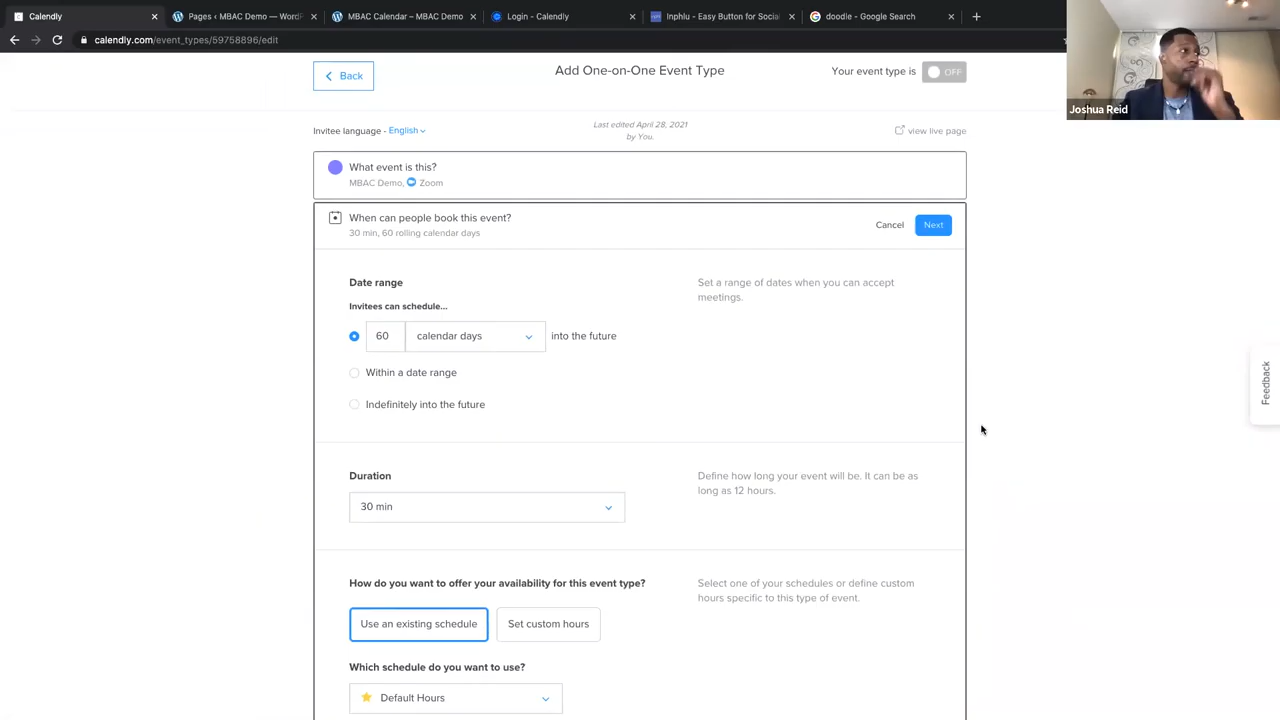 Calendly
Pages ‹ MBAC Demo — WordP
MBAC Calendar – MBAC Demo
Login - Calendly
Inphlu - Easy Button for Social
doodle - Google Search
calendly.com/event_types/59758896/edit
Back
Add One-on-One Event Type
Your event type is
OFF
Joshua Reid
Invitee language - English
Last edited April 28, 2021
by You.
view live page
What event is this?
MBAC Demo, Zoom
When can people book this event?
30 min, 60 rolling calendar days
Cancel
Next
Date range
Set a range of dates when you can accept
meetings.
Invitees can schedule...
60 calendar days into the future
Within a date range
Indefinitely into the future
Feedback
Duration
Define how long your event will be. It can be as
long as 12 hours.
30 min
How do you want to offer your availability for this event type?
Select one of your schedules or define custom
hours specific to this type of event.
Use an existing schedule
Set custom hours
Which schedule do you want to use?
Default Hours